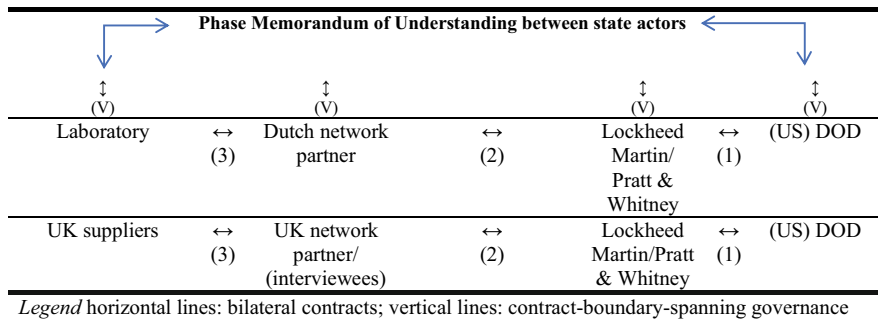 Phase Memorandum of Understanding between state actors
↕ ↕ ↕ ↕
(V) (V) (V) (V)
Laboratory ↔ Dutch network ↔ Lockheed ↔ (US) DOD
(3) partner (2) Martin/ (1)
Pratt &
Whitney
UK suppliers ↔ UK network ↔ Lockheed ↔ (US) DOD
(3) partner/ (2) Martin/Pratt (1)
(interviewees) & Whitney
Legend horizontal lines: bilateral contracts; vertical lines: contract-boundary-spanning governance